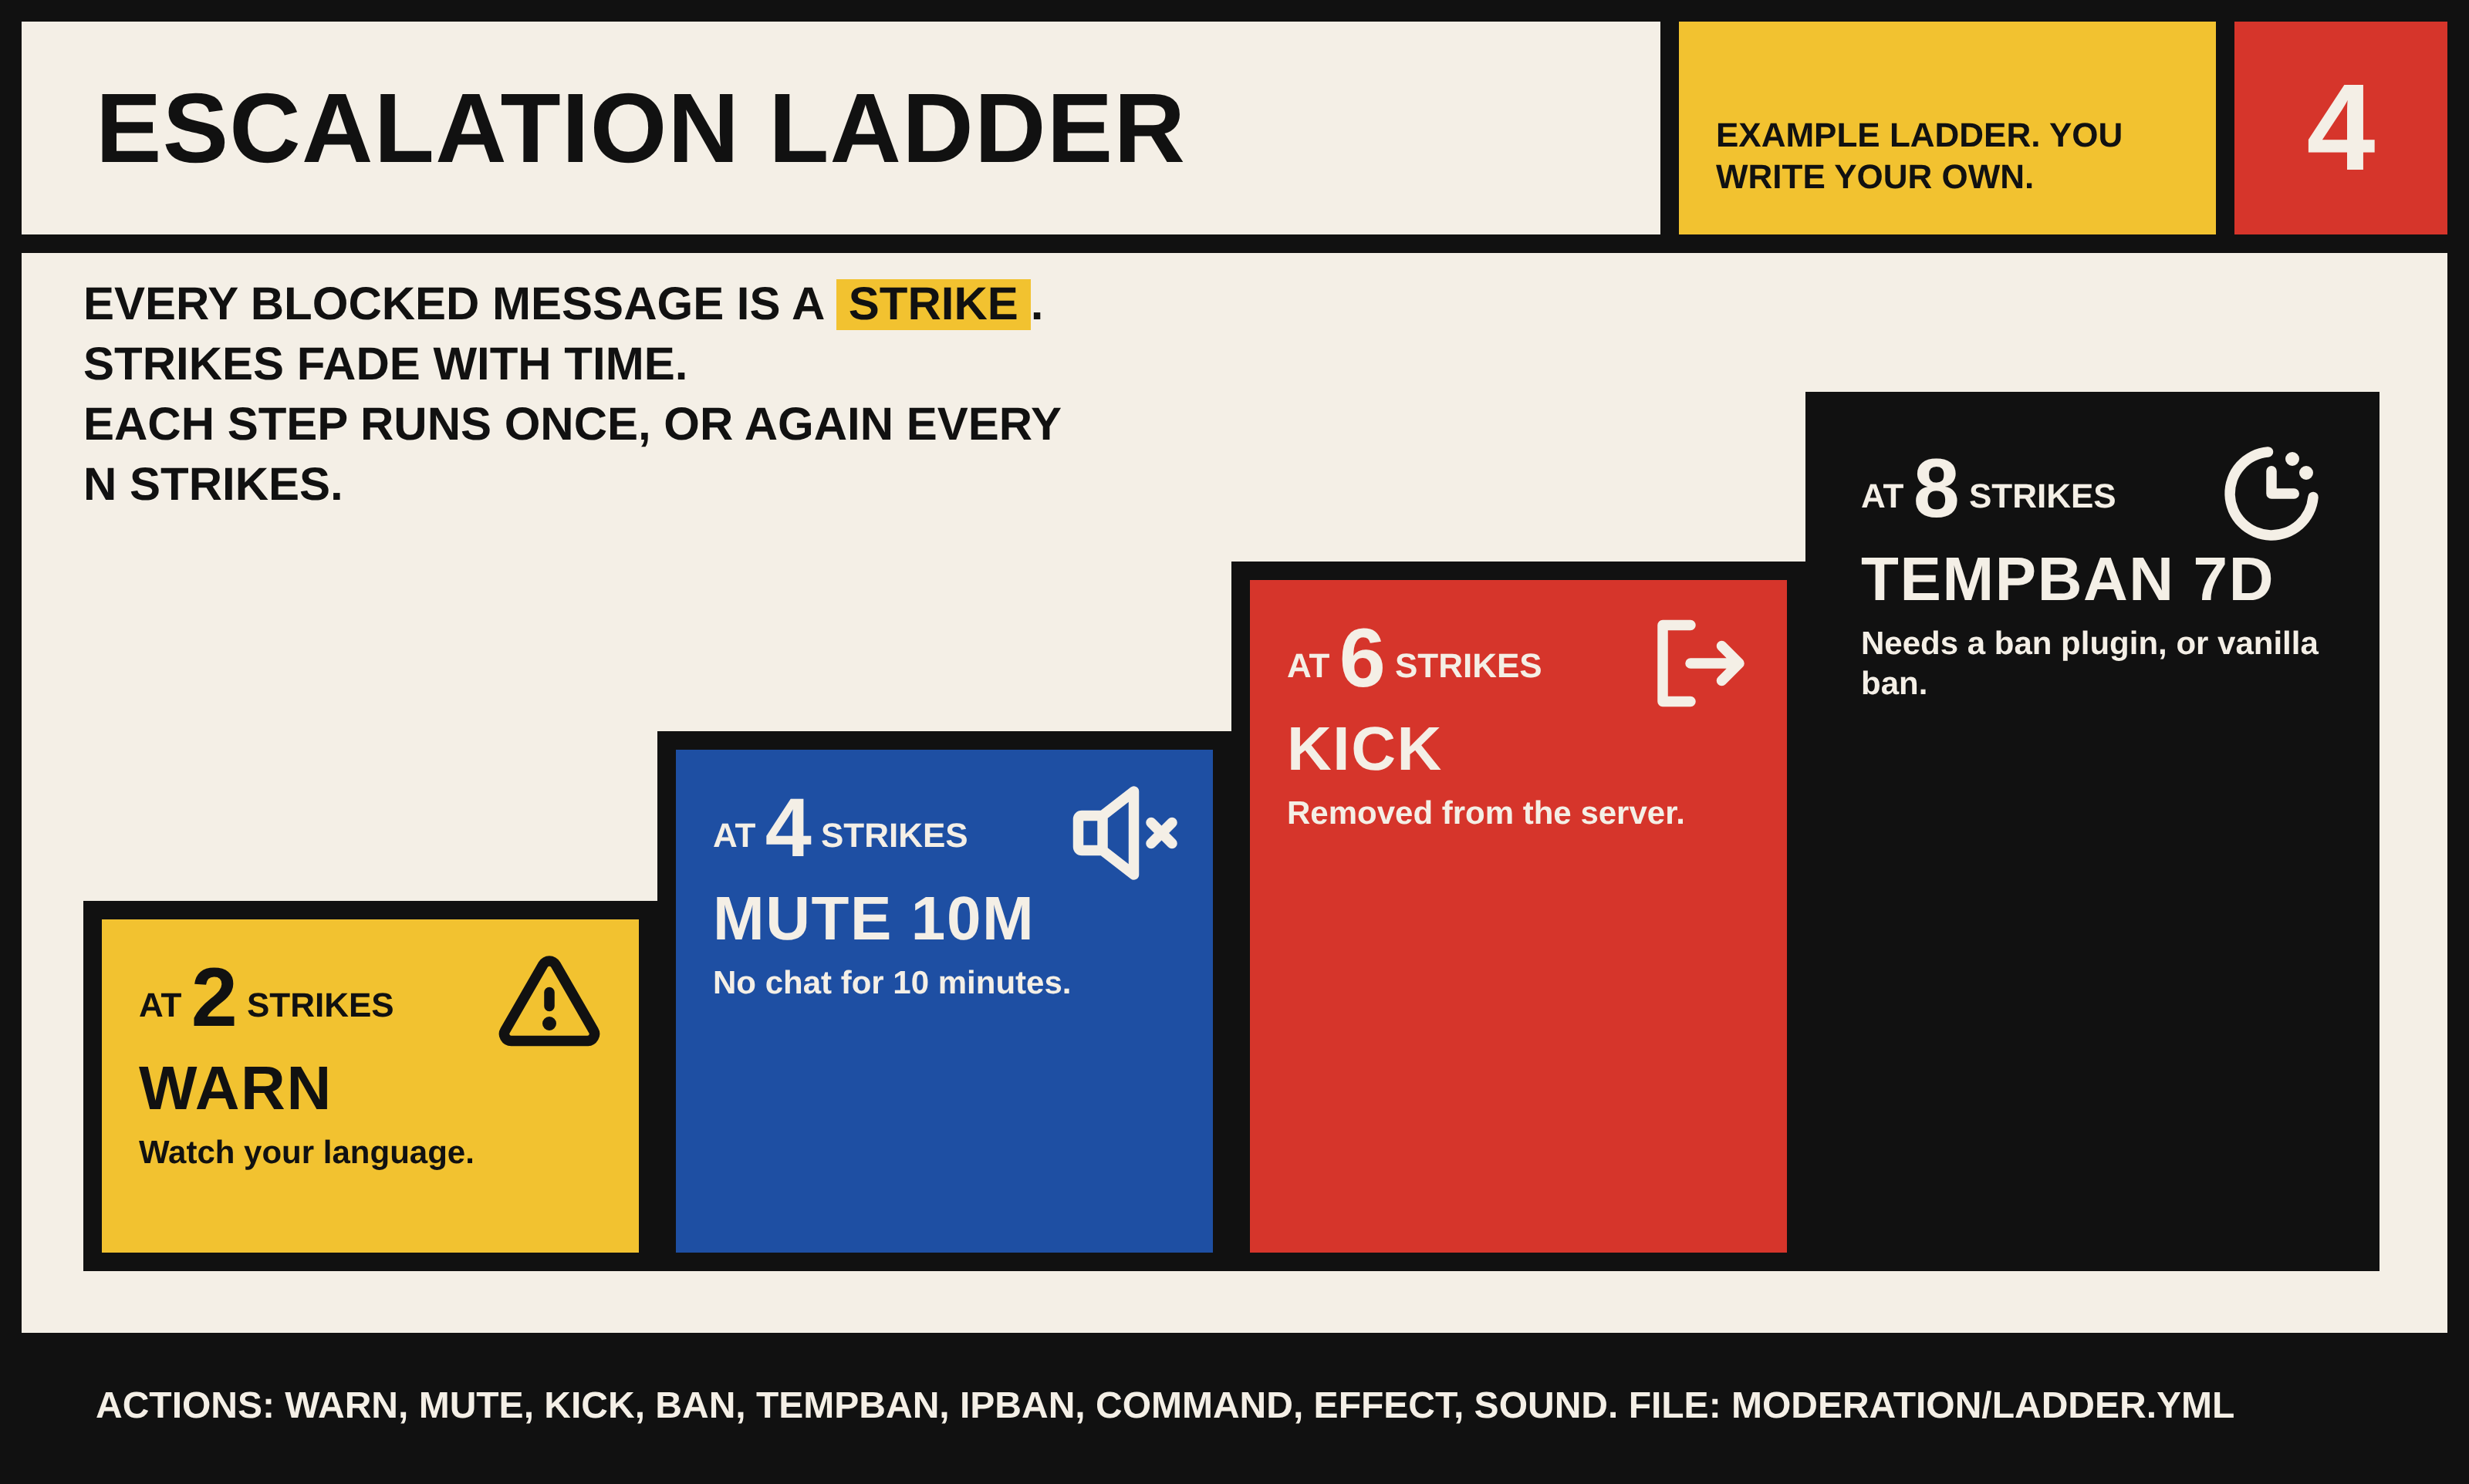 ESCALATION LADDER
EXAMPLE LADDER. YOU
WRITE YOUR OWN.
4
EVERY BLOCKED MESSAGE IS A STRIKE.
STRIKES FADE WITH TIME.
EACH STEP RUNS ONCE, OR AGAIN EVERY
N STRIKES.
AT 2 STRIKES
WARN
Watch your language.
AT 4 STRIKES
MUTE 10M
No chat for 10 minutes.
AT 6 STRIKES
KICK
Removed from the server.
AT 8 STRIKES
TEMPBAN 7D
Needs a ban plugin, or vanilla
ban.
ACTIONS: WARN, MUTE, KICK, BAN, TEMPBAN, IPBAN, COMMAND, EFFECT, SOUND. FILE: MODERATION/LADDER.YML